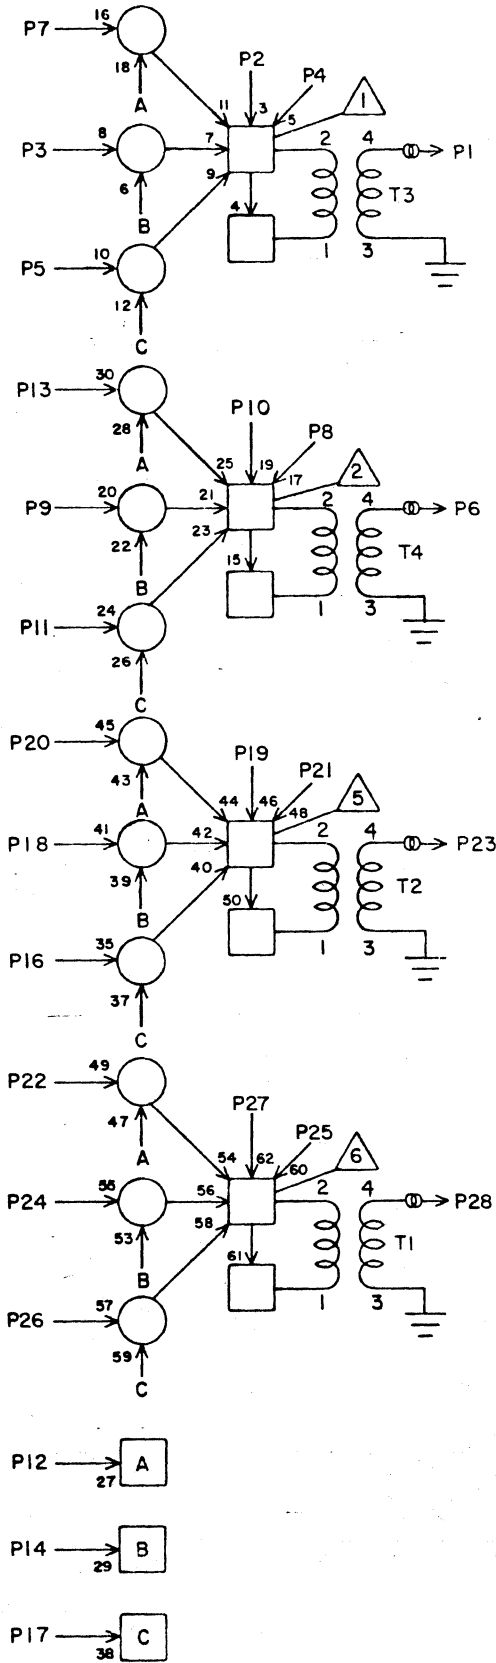 P7 16
18
A
P2
P4
11 3 5
1
P3 8
7
6
9
2 4
P1
T3
B
4
1 3
P5 10
12
C
P13 30
28
A
P10
P8
25 19 17
2
P9 20
21
22
23
2 4
P6
T4
B
15
1 3
P11 24
26
C
P20 45
43
A
P19
P21
44 46 48
5
P18 41
42
39
40
2 4
P23
T2
B
50
1 3
P16 35
37
C
P22 49
47
A
P27
P25
54 62 60
6
P24 55
56
53
58
2 4
P28
T1
B
61
1 3
P26 57
59
C
P12 27 A
P14 29 B
P17 38 C